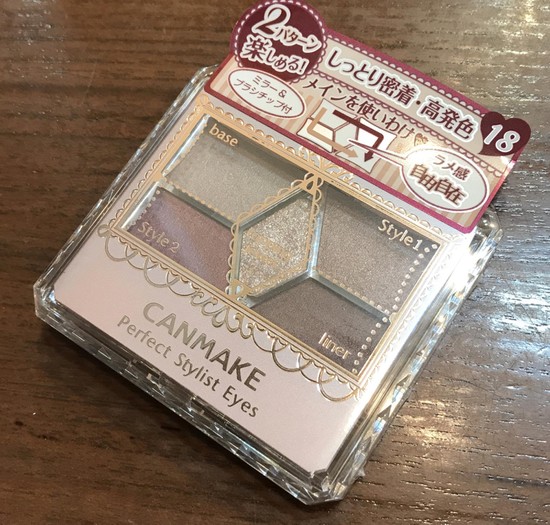 2パターン
楽しめる!
ミラー&
ブラシチップ付
しっとり密着・高発色
メインを使いわけ
ラメ感
自由自在
18
base
Style1
Style2
liner
CANMAKE
Perfect Stylist Eyes